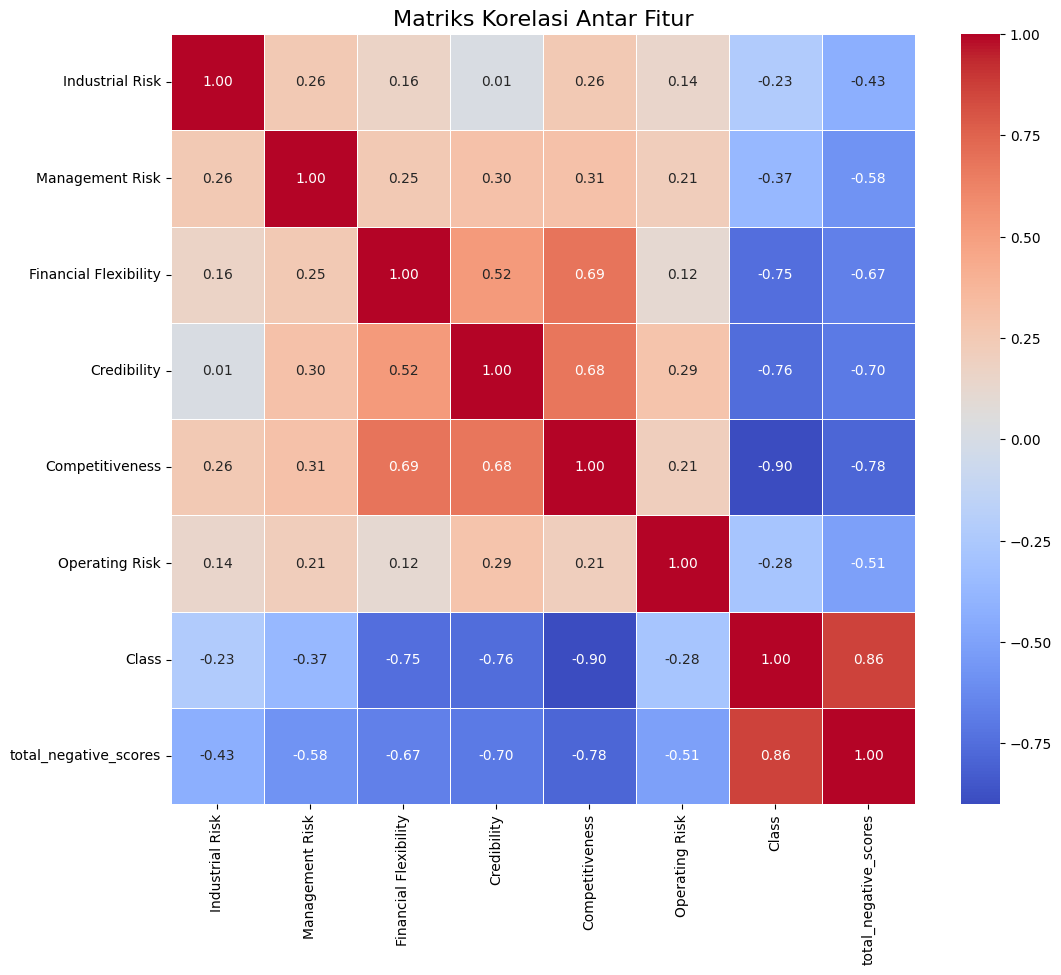 Matriks Korelasi Antar Fitur
Industrial Risk 1.00 0.26 0.16 0.01 0.26 0.14 -0.23 -0.43
Management Risk 0.26 1.00 0.25 0.30 0.31 0.21 -0.37 -0.58
Financial Flexibility 0.16 0.25 1.00 0.52 0.69 0.12 -0.75 -0.67
Credibility 0.01 0.30 0.52 1.00 0.68 0.29 -0.76 -0.70
Competitiveness 0.26 0.31 0.69 0.68 1.00 0.21 -0.90 -0.78
Operating Risk 0.14 0.21 0.12 0.29 0.21 1.00 -0.28 -0.51
Class -0.23 -0.37 -0.75 -0.76 -0.90 -0.28 1.00 0.86
total_negative_scores -0.43 -0.58 -0.67 -0.70 -0.78 -0.51 0.86 1.00
Industrial Risk
Management Risk
Financial Flexibility
Credibility
Competitiveness
Operating Risk
Class
total_negative_scores
1.00
0.75
0.50
0.25
0.00
−0.25
−0.50
−0.75